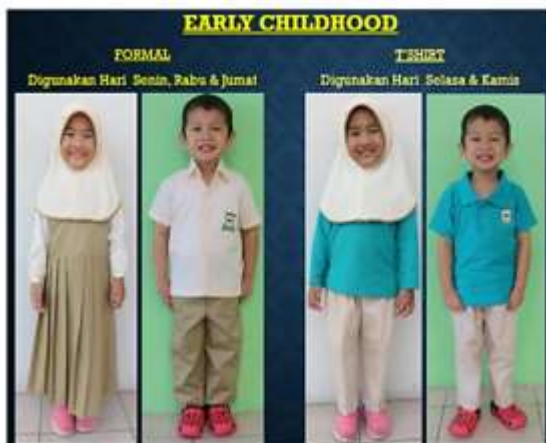 EARLY CHILDHOOD
FORMAL
Digunakan Hari Senin, Rabu & Jumat
T'SHIRT
Digunakan Hari Selasa & Kamis